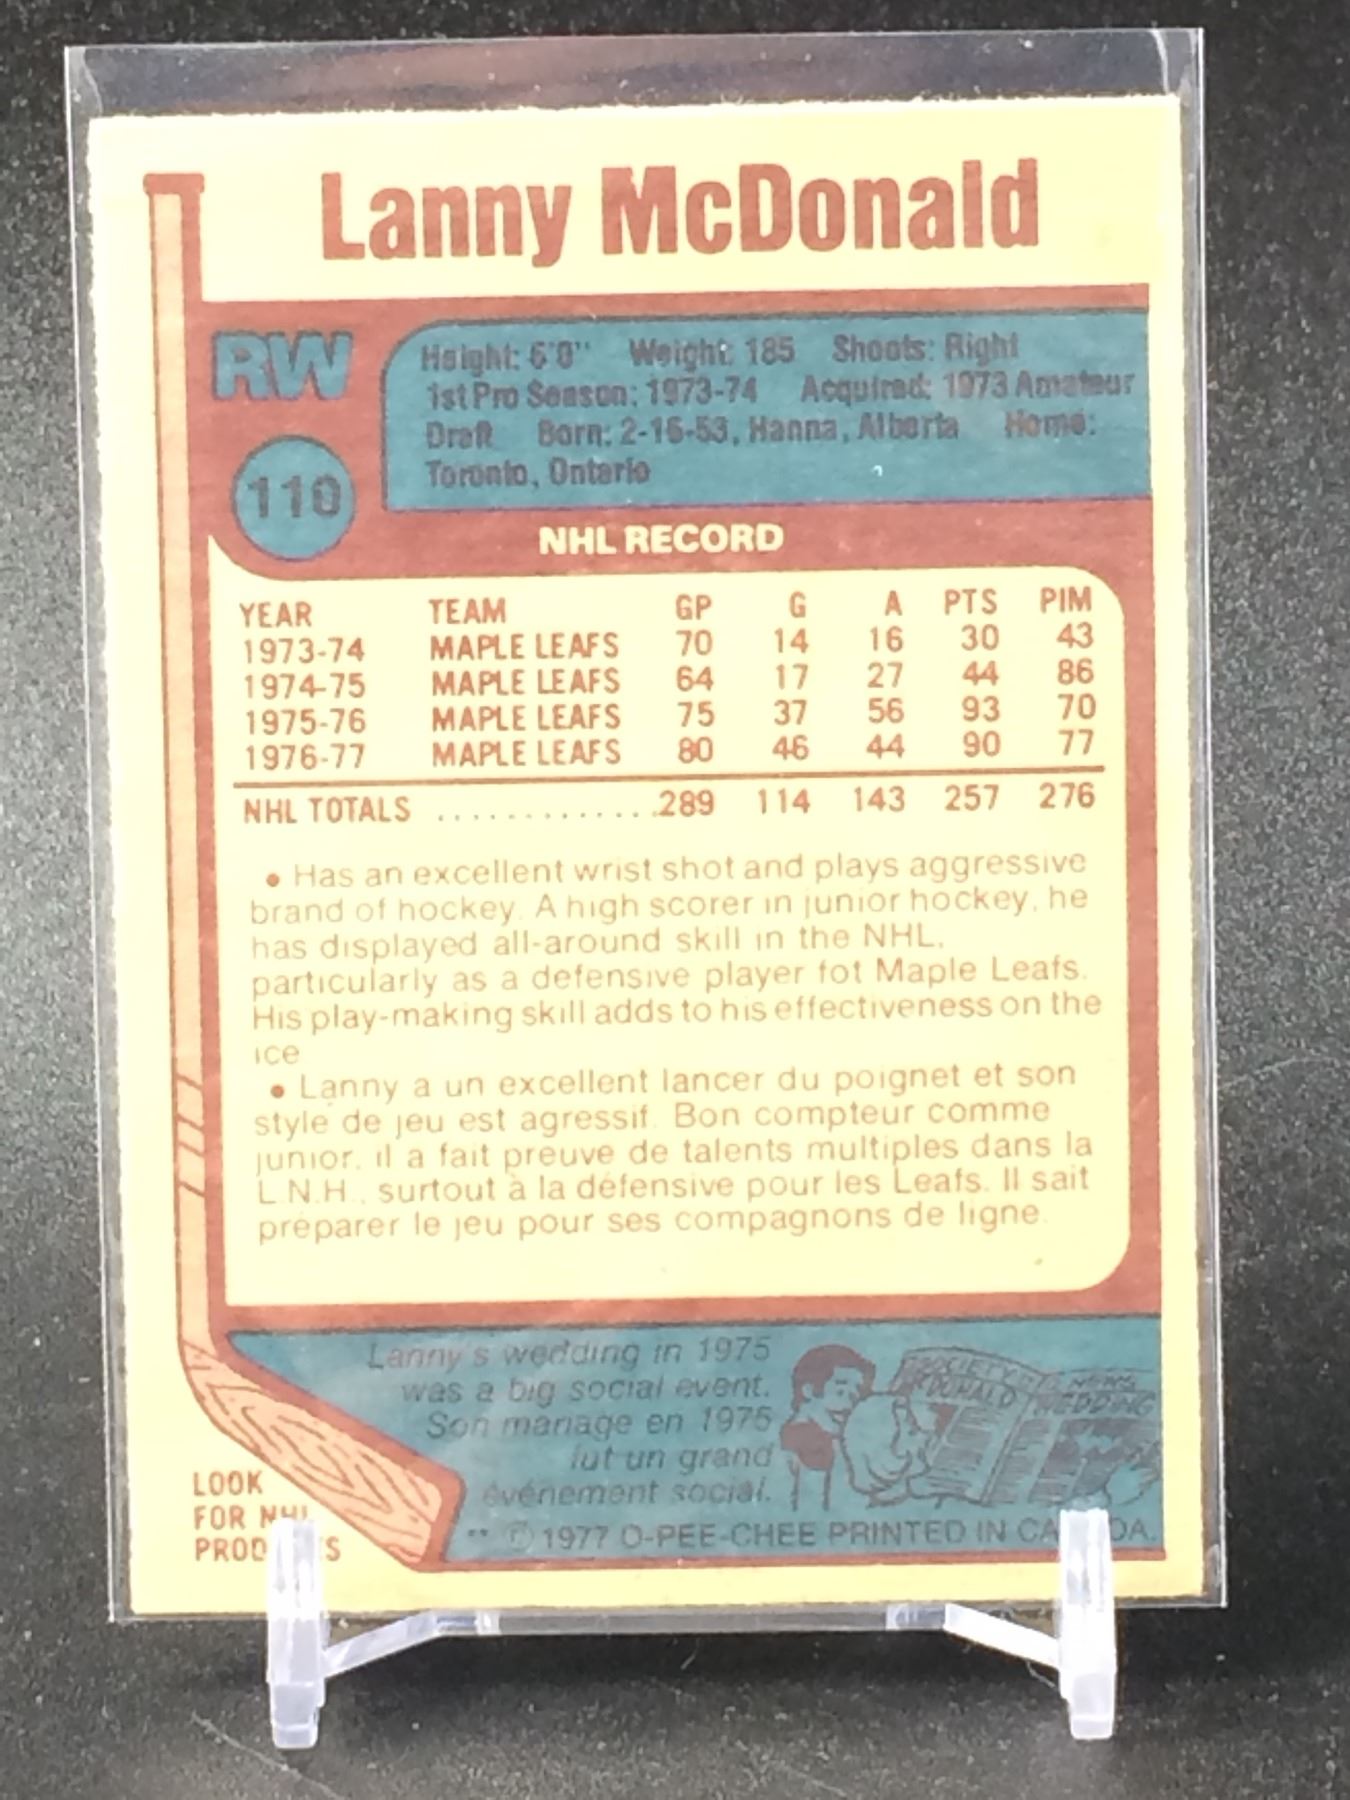 Lanny McDonald
RW
110
Height: 6'0" Weight: 185 Shoots: Right
1st Pro Season: 1973-74 Acquired: 1973 Amateur
Draft Born: 2-16-53, Hanna, Alberta Home:
Toronto, Ontario
NHL RECORD
YEAR TEAM GP G A PTS PIM
1973-74 MAPLE LEAFS 70 14 16 30 43
1974-75 MAPLE LEAFS 64 17 27 44 86
1975-76 MAPLE LEAFS 75 37 56 93 70
1976-77 MAPLE LEAFS 80 46 44 90 77
NHL TOTALS ..............289 114 143 257 276
• Has an excellent wrist shot and plays aggressive
brand of hockey. A high scorer in junior hockey, he
has displayed all-around skill in the NHL,
particularly as a defensive player fot Maple Leafs.
His play-making skill adds to his effectiveness on the
ice
• Lanny a un excellent lancer du poignet et son
style de jeu est agressif. Bon compteur comme
junior, il a fait preuve de talents multiples dans la
L.N.H., surtout à la défensive pour les Leafs. Il sait
préparer le jeu pour ses compagnons de ligne.
Lanny's wedding in 1975
was a big social event.
Son mariage en 1975
fut un grand
événement social.
SOCIETY NEWS
McDONALD WEDDING
LOOK
FOR NHL
PRODUCTS
** © 1977 O-PEE-CHEE PRINTED IN CANADA.